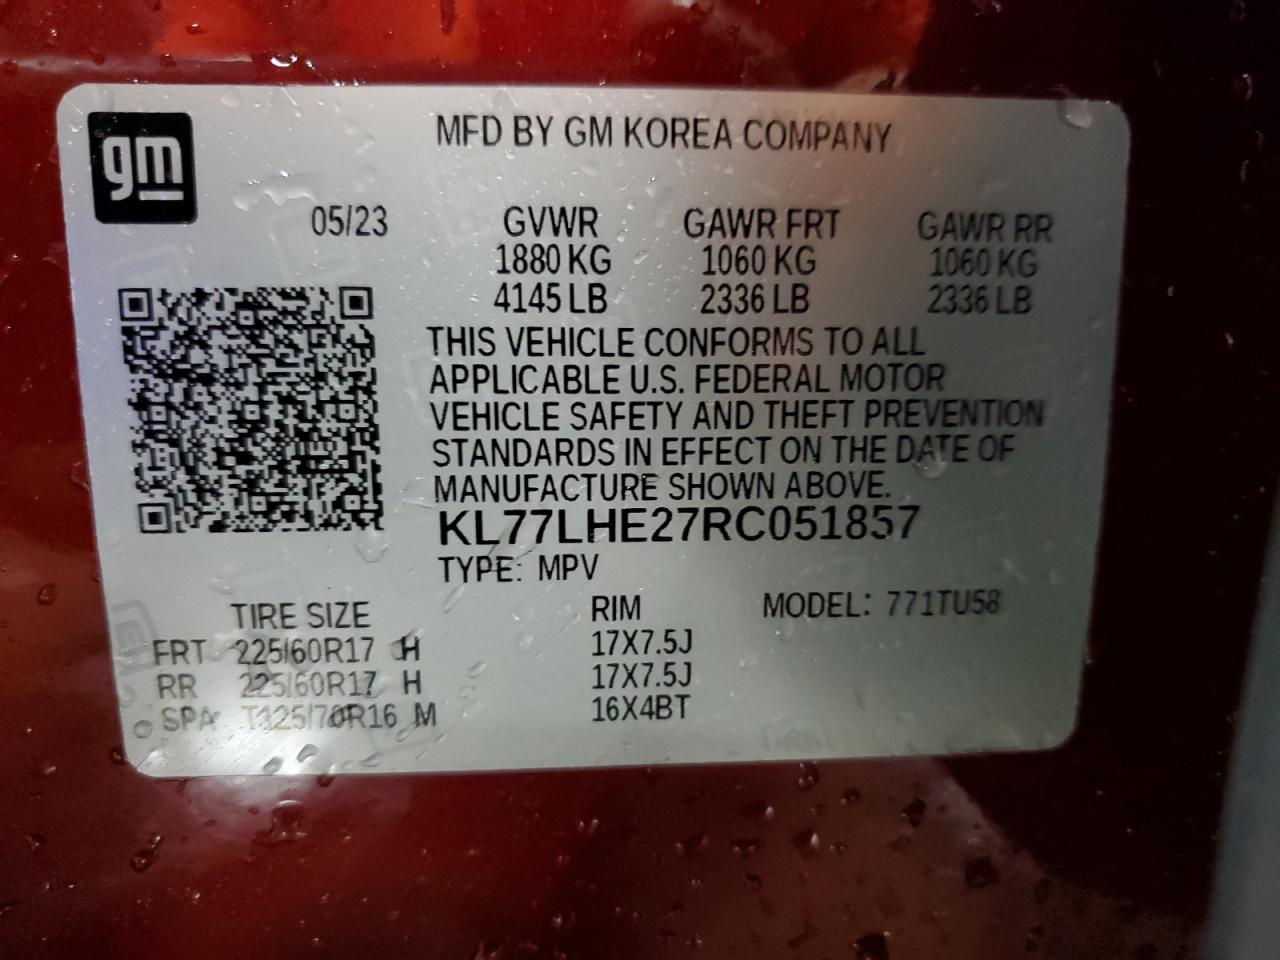 gm
MFD BY GM KOREA COMPANY
05/23 GVWR GAWR FRT GAWR RR
1880 KG 1060 KG 1060 KG
4145 LB 2336 LB 2336 LB
THIS VEHICLE CONFORMS TO ALL
APPLICABLE U.S. FEDERAL MOTOR
VEHICLE SAFETY AND THEFT PREVENTION
STANDARDS IN EFFECT ON THE DATE OF
MANUFACTURE SHOWN ABOVE.
KL77LHE27RC051857
TYPE: MPV
TIRE SIZE RIM MODEL: 771TU58
FRT 225/60R17 H 17X7.5J
RR 225/60R17 H 17X7.5J
SPA T125/70R16 M 16X4BT